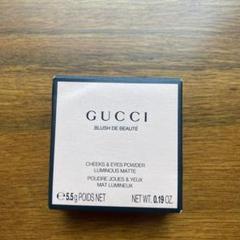 GUCCI
BLUSH DE BEAUTÉ
CHEEKS & EYES POWDER
LUMINOUS MATTE
POUDRE JOUES & YEUX
MAT LUMINEUX
℮ 5.5g POIDS NET NET WT. 0.19 OZ.